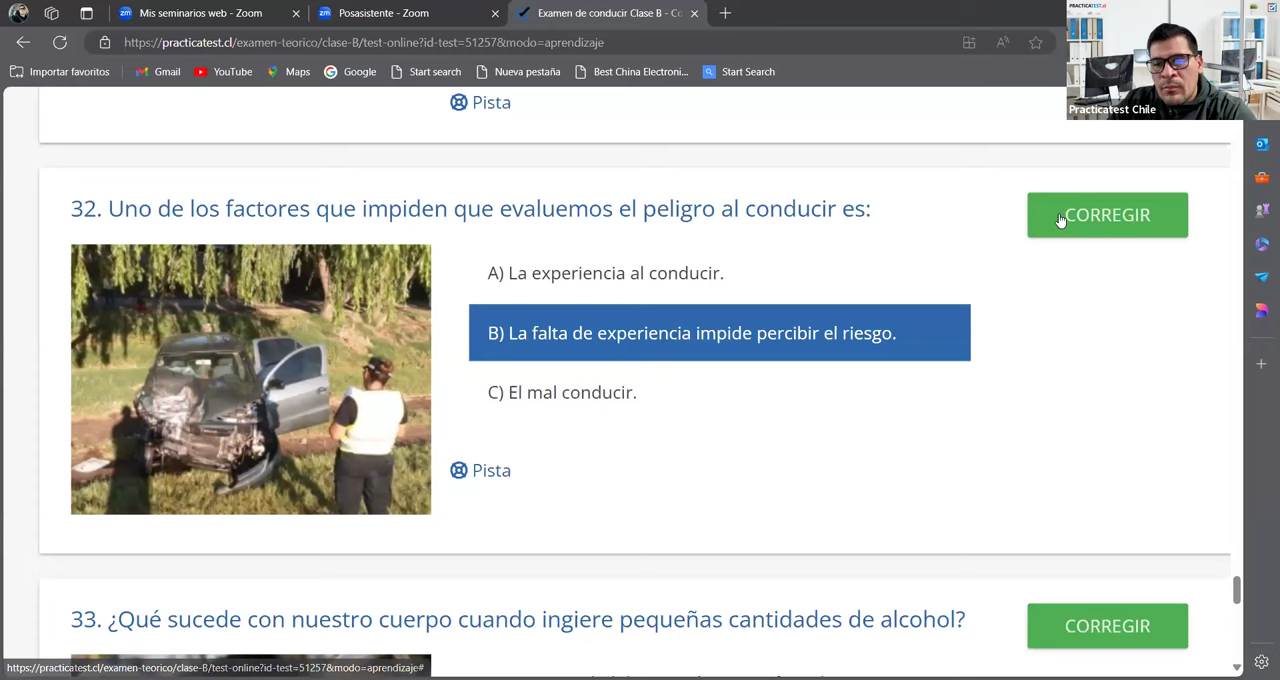 Mis seminarios web - Zoom
Posasistente - Zoom
Examen de conducir Clase B - Co
https://practicatest.cl/examen-teorico/clase-B/test-online?id-test=51257&modo=aprendizaje
Importar favoritos
Gmail
YouTube
Maps
Google
Start search
Nueva pestaña
Best China Electroni...
Start Search
PRACTICATEST.cl
Practicatest Chile
Pista
32. Uno de los factores que impiden que evaluemos el peligro al conducir es:
CORREGIR
A) La experiencia al conducir.
B) La falta de experiencia impide percibir el riesgo.
C) El mal conducir.
Pista
33. ¿Qué sucede con nuestro cuerpo cuando ingiere pequeñas cantidades de alcohol?
CORREGIR
https://practicatest.cl/examen-teorico/clase-B/test-online?id-test=51257&modo=aprendizaje#